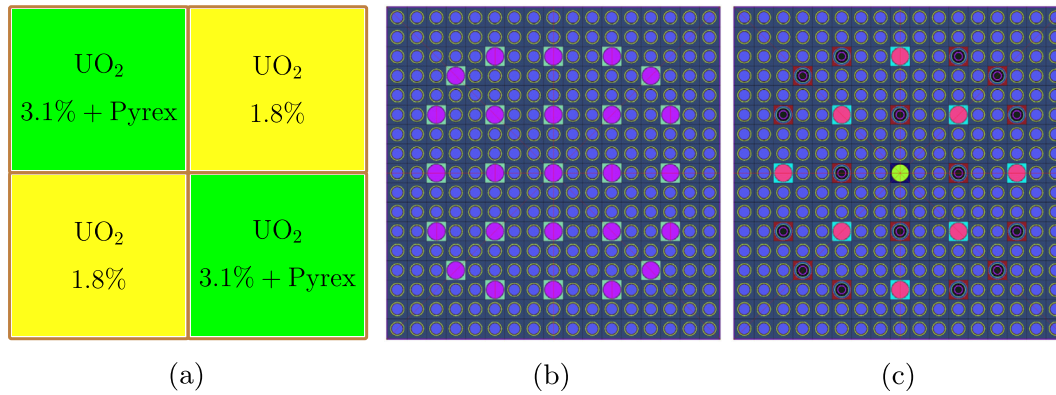 UO₂
3.1% + Pyrex
UO₂
1.8%
UO₂
1.8%
UO₂
3.1% + Pyrex
(a)
(b)
(c)